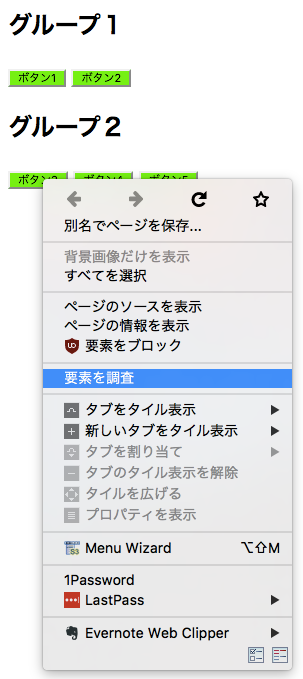 グループ１
ボタン1 ボタン2
グループ２
別名でページを保存...
背景画像だけを表示
すべてを選択
ページのソースを表示
ページの情報を表示
要素をブロック
要素を調査
タブをタイル表示
新しいタブをタイル表示
タブを割り当て
タブのタイル表示を解除
タイルを広げる
プロパティを表示
Menu Wizard ⌥⇧M
1Password
LastPass
Evernote Web Clipper